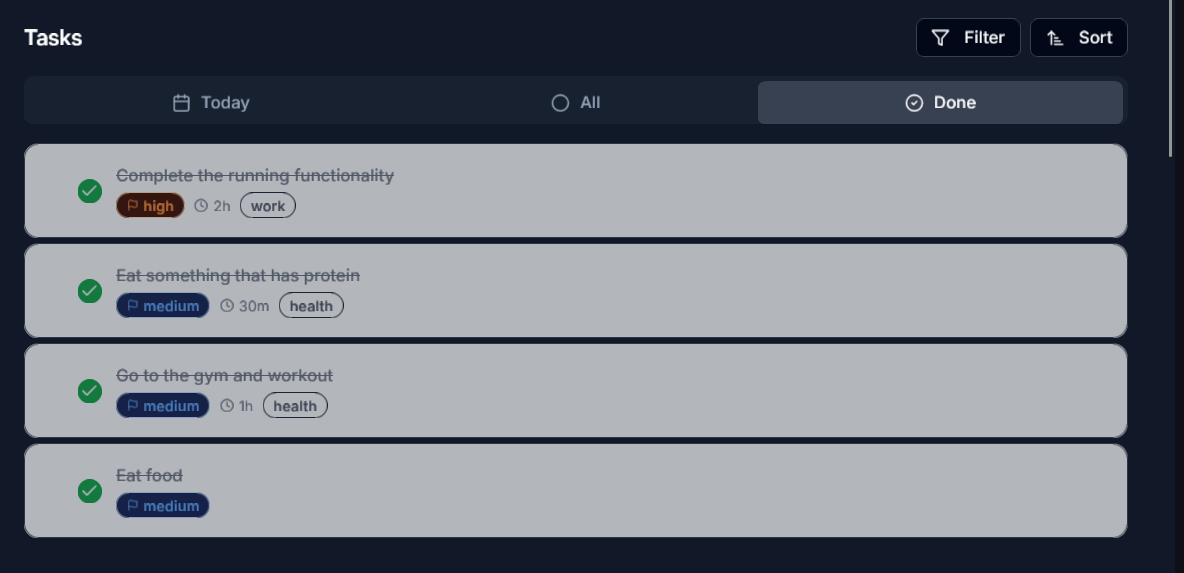 Tasks
Filter
Sort
Today
All
Done
Complete the running functionality
high 2h work
Eat something that has protein
medium 30m health
Go to the gym and workout
medium 1h health
Eat food
medium